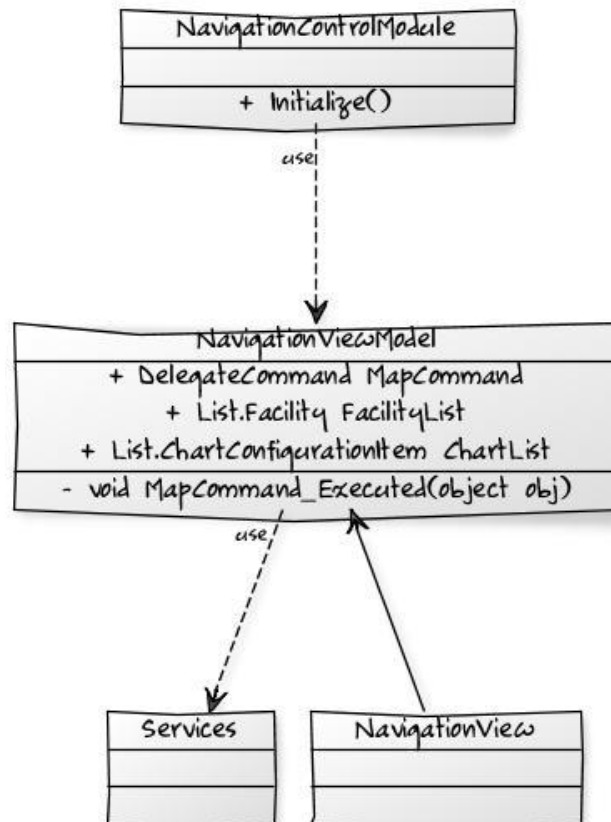 NavigationControlModule
+ Initialize()
use
NavigationViewModel
+ DelegateCommand MapCommand
+ List.Facility FacilityList
+ List.ChartConfigurationItem ChartList
- void MapCommand_Executed(object obj)
use
Services
NavigationView